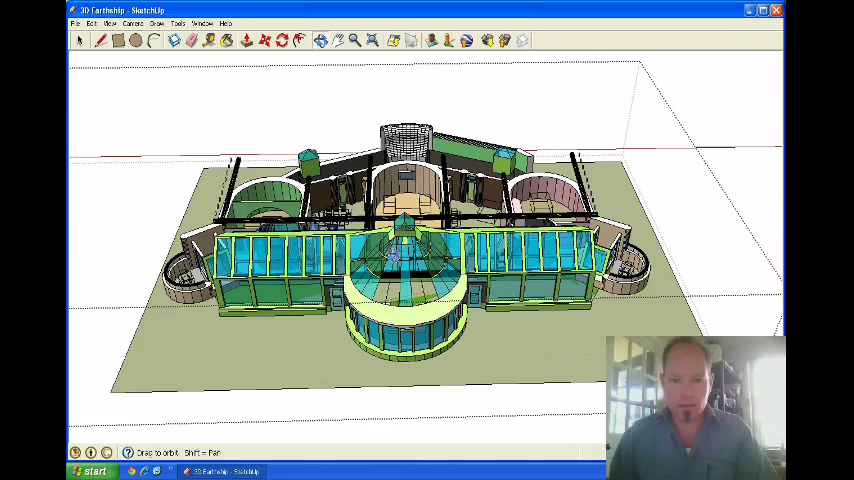 3D Earthship - SketchUp
File Edit View Camera Draw Tools Window Help
Drag to orbit. Shift = Pan
start
3D Earthship - SketchUp